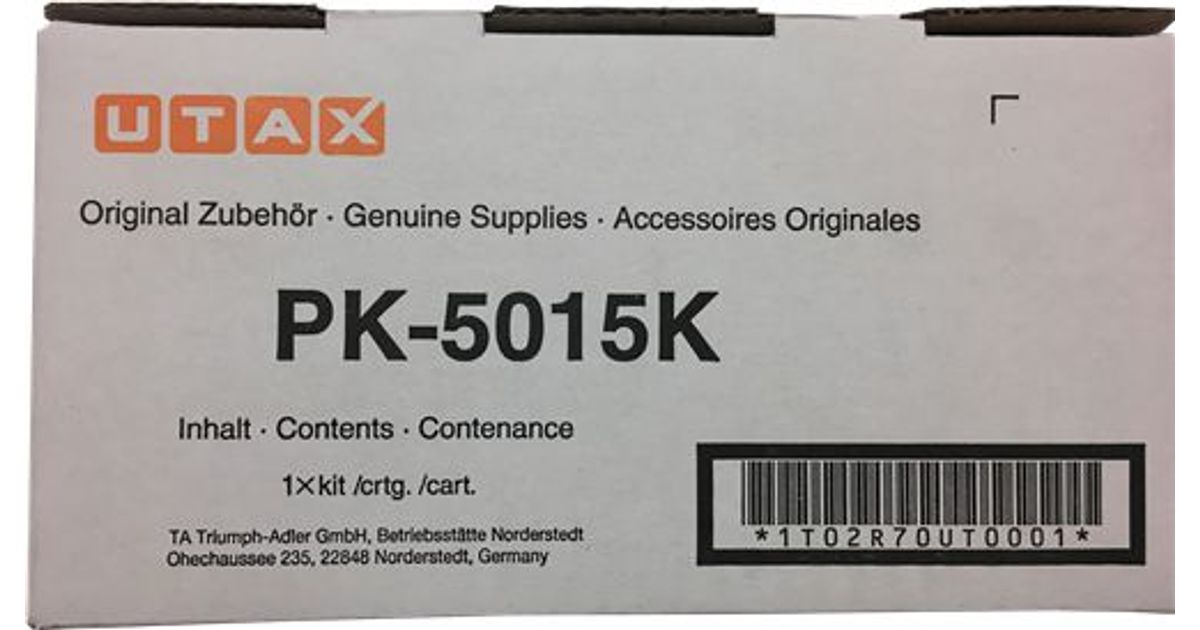 UTAX
Original Zubehör · Genuine Supplies · Accessoires Originales
PK-5015K
Inhalt · Contents · Contenance
1×kit /crtg. /cart.
TA Triumph-Adler GmbH, Betriebsstätte Norderstedt
Ohechaussee 235, 22848 Norderstedt, Germany
*1T02R70UT0001*